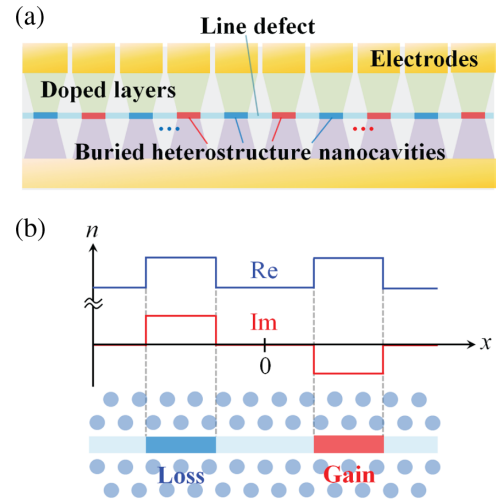 (a)
Line defect
Electrodes
Doped layers
Buried heterostructure nanocavities
(b)
n
Re
Im
x
0
Loss
Gain